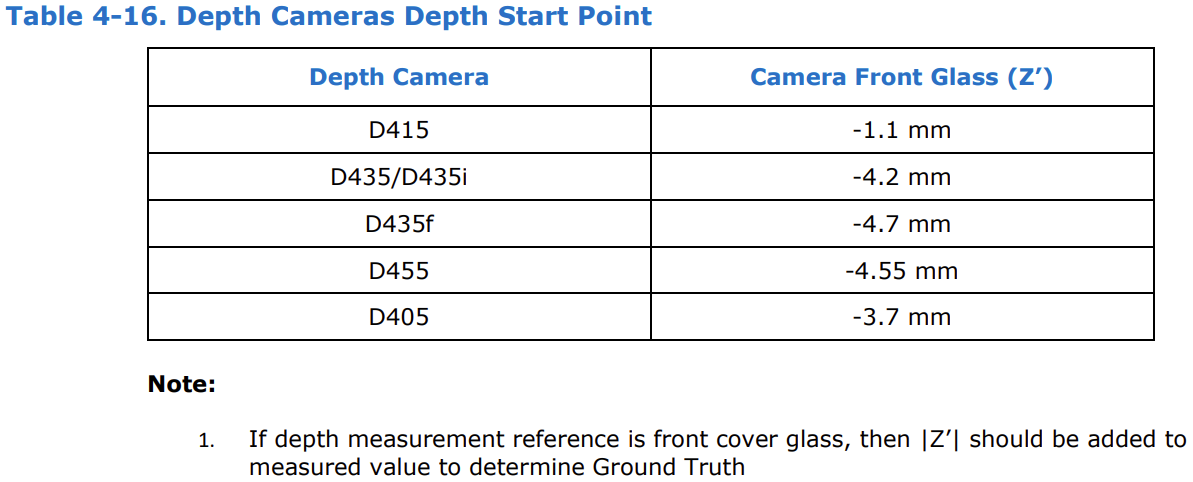 Table 4-16. Depth Cameras Depth Start Point
Depth Camera Camera Front Glass (Z’)
D415 -1.1 mm
D435/D435i -4.2 mm
D435f -4.7 mm
D455 -4.55 mm
D405 -3.7 mm
Note:
1. If depth measurement reference is front cover glass, then |Z’| should be added to
measured value to determine Ground Truth